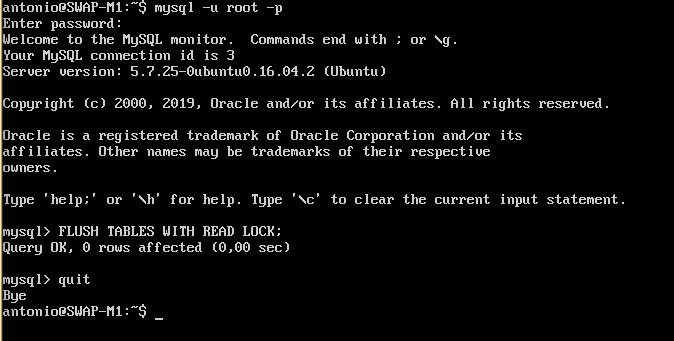 antonio@SWAP-M1:~$ mysql -u root -p
Enter password:
Welcome to the MySQL monitor.  Commands end with ; or \g.
Your MySQL connection id is 3
Server version: 5.7.25-0ubuntu0.16.04.2 (Ubuntu)
Copyright (c) 2000, 2019, Oracle and/or its affiliates. All rights reserved.
Oracle is a registered trademark of Oracle Corporation and/or its
affiliates. Other names may be trademarks of their respective
owners.
Type 'help;' or '\h' for help. Type '\c' to clear the current input statement.
mysql> FLUSH TABLES WITH READ LOCK;
Query OK, 0 rows affected (0,00 sec)
mysql> quit
Bye
antonio@SWAP-M1:~$ _